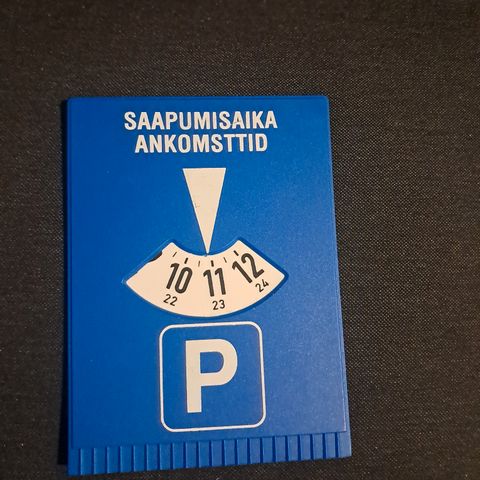 SAAPUMISAIKA
ANKOMSTTID
10 11 12
22 23 24
P